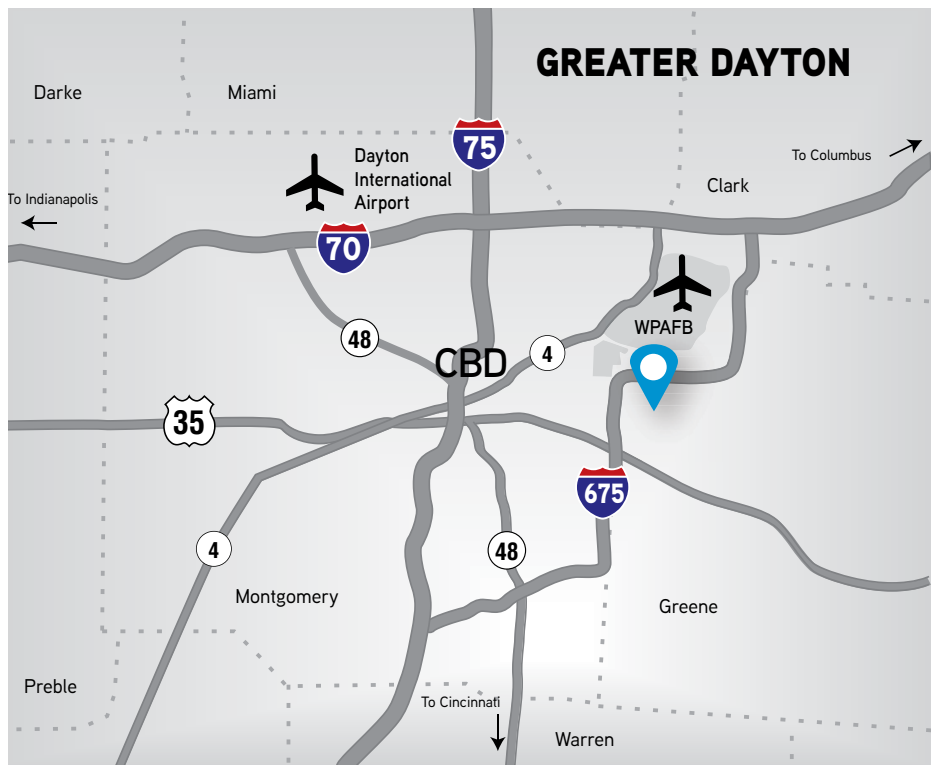 GREATER DAYTON
Darke
Miami
75
To Columbus
Dayton
International
Airport
Clark
To Indianapolis
70
WPAFB
48
4
CBD
35
675
4
48
Montgomery
Greene
Preble
To Cincinnati
Warren